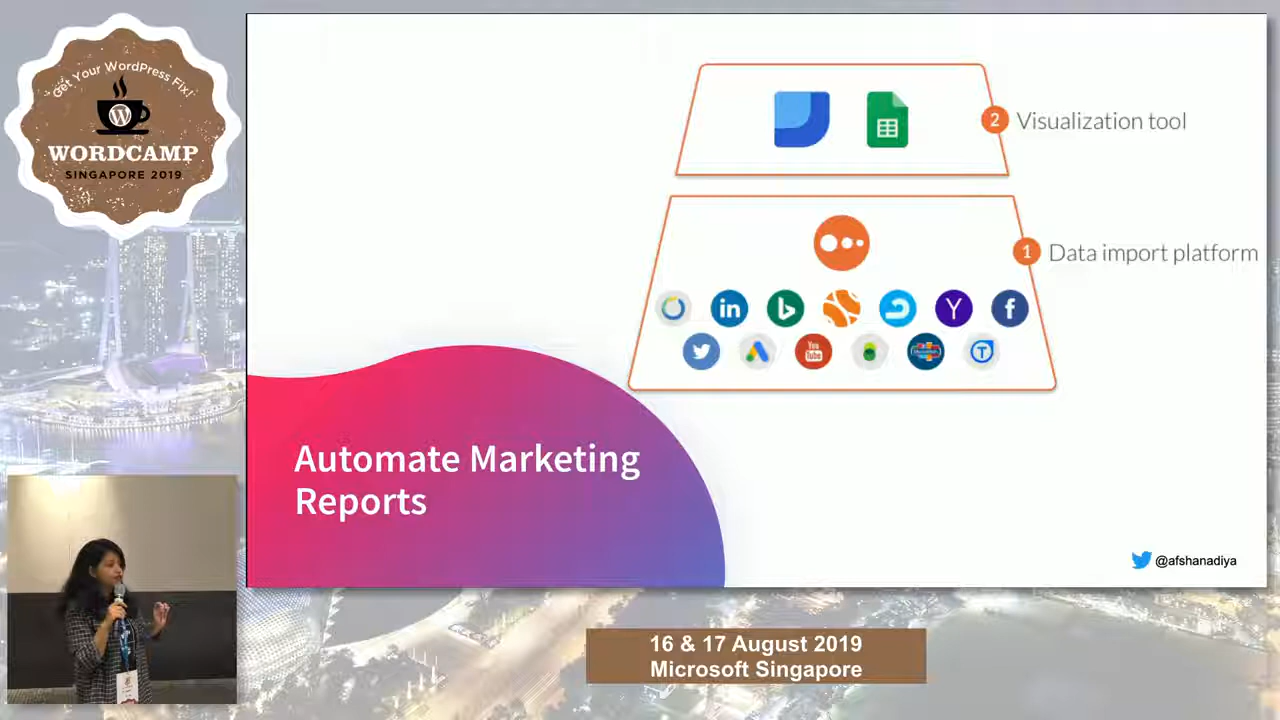 Get Your WordPress Fix!
WORDCAMP
SINGAPORE 2019
2
Visualization tool
1
Data import platform
in
b
Y
f
You
Tube
T
Automate Marketing
Reports
@afshanadiya
16 & 17 August 2019
Microsoft Singapore